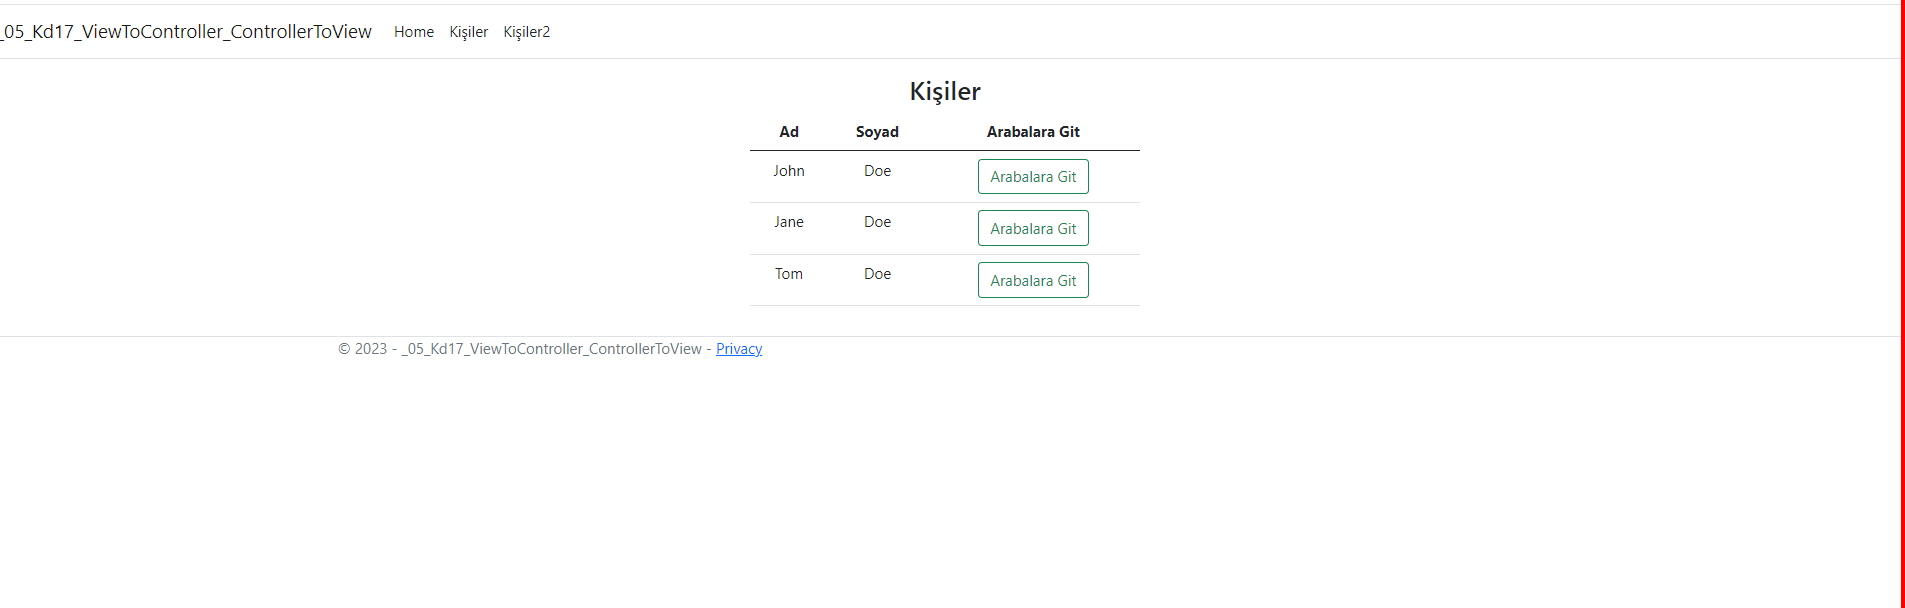 _05_Kd17_ViewToController_ControllerToView Home Kişiler Kişiler2
Kişiler
Ad Soyad Arabalara Git
John Doe Arabalara Git
Jane Doe Arabalara Git
Tom Doe Arabalara Git
© 2023 - _05_Kd17_ViewToController_ControllerToView - Privacy